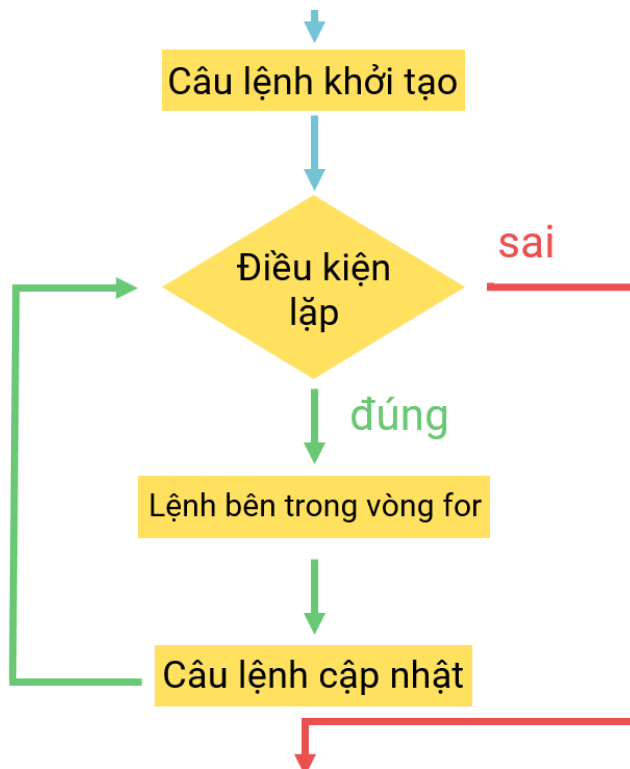 Câu lệnh khởi tạo
sai
Điều kiện
lặp
đúng
Lệnh bên trong vòng for
Câu lệnh cập nhật